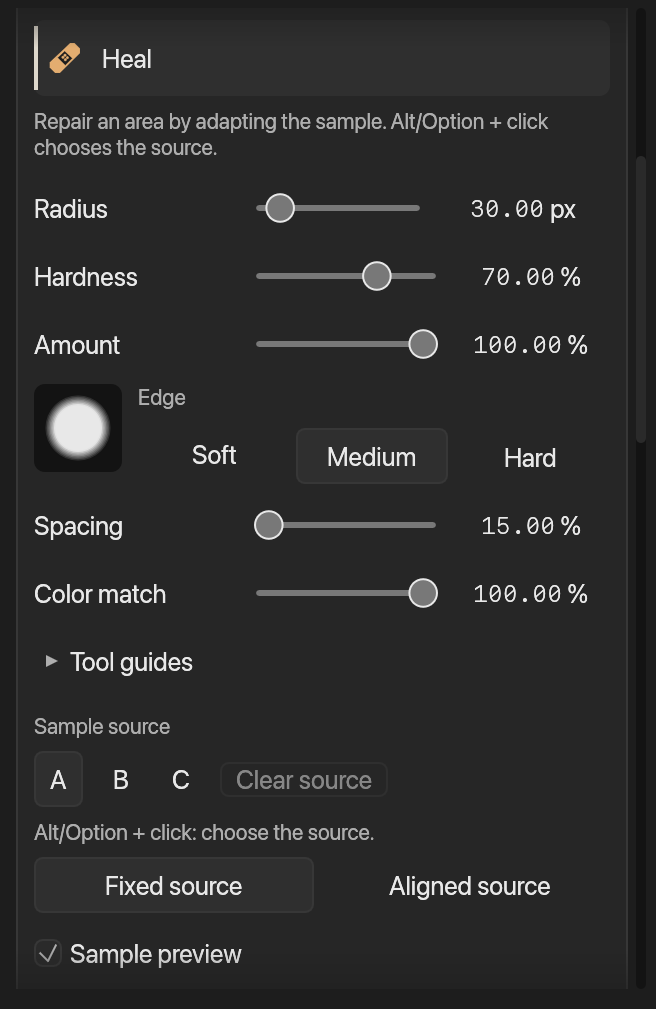 Heal
Repair an area by adapting the sample. Alt/Option + click
chooses the source.
Radius 30.00 px
Hardness 70.00 %
Amount 100.00 %
Edge
Soft Medium Hard
Spacing 15.00 %
Color match 100.00 %
Tool guides
Sample source
A B C Clear source
Alt/Option + click: choose the source.
Fixed source Aligned source
Sample preview